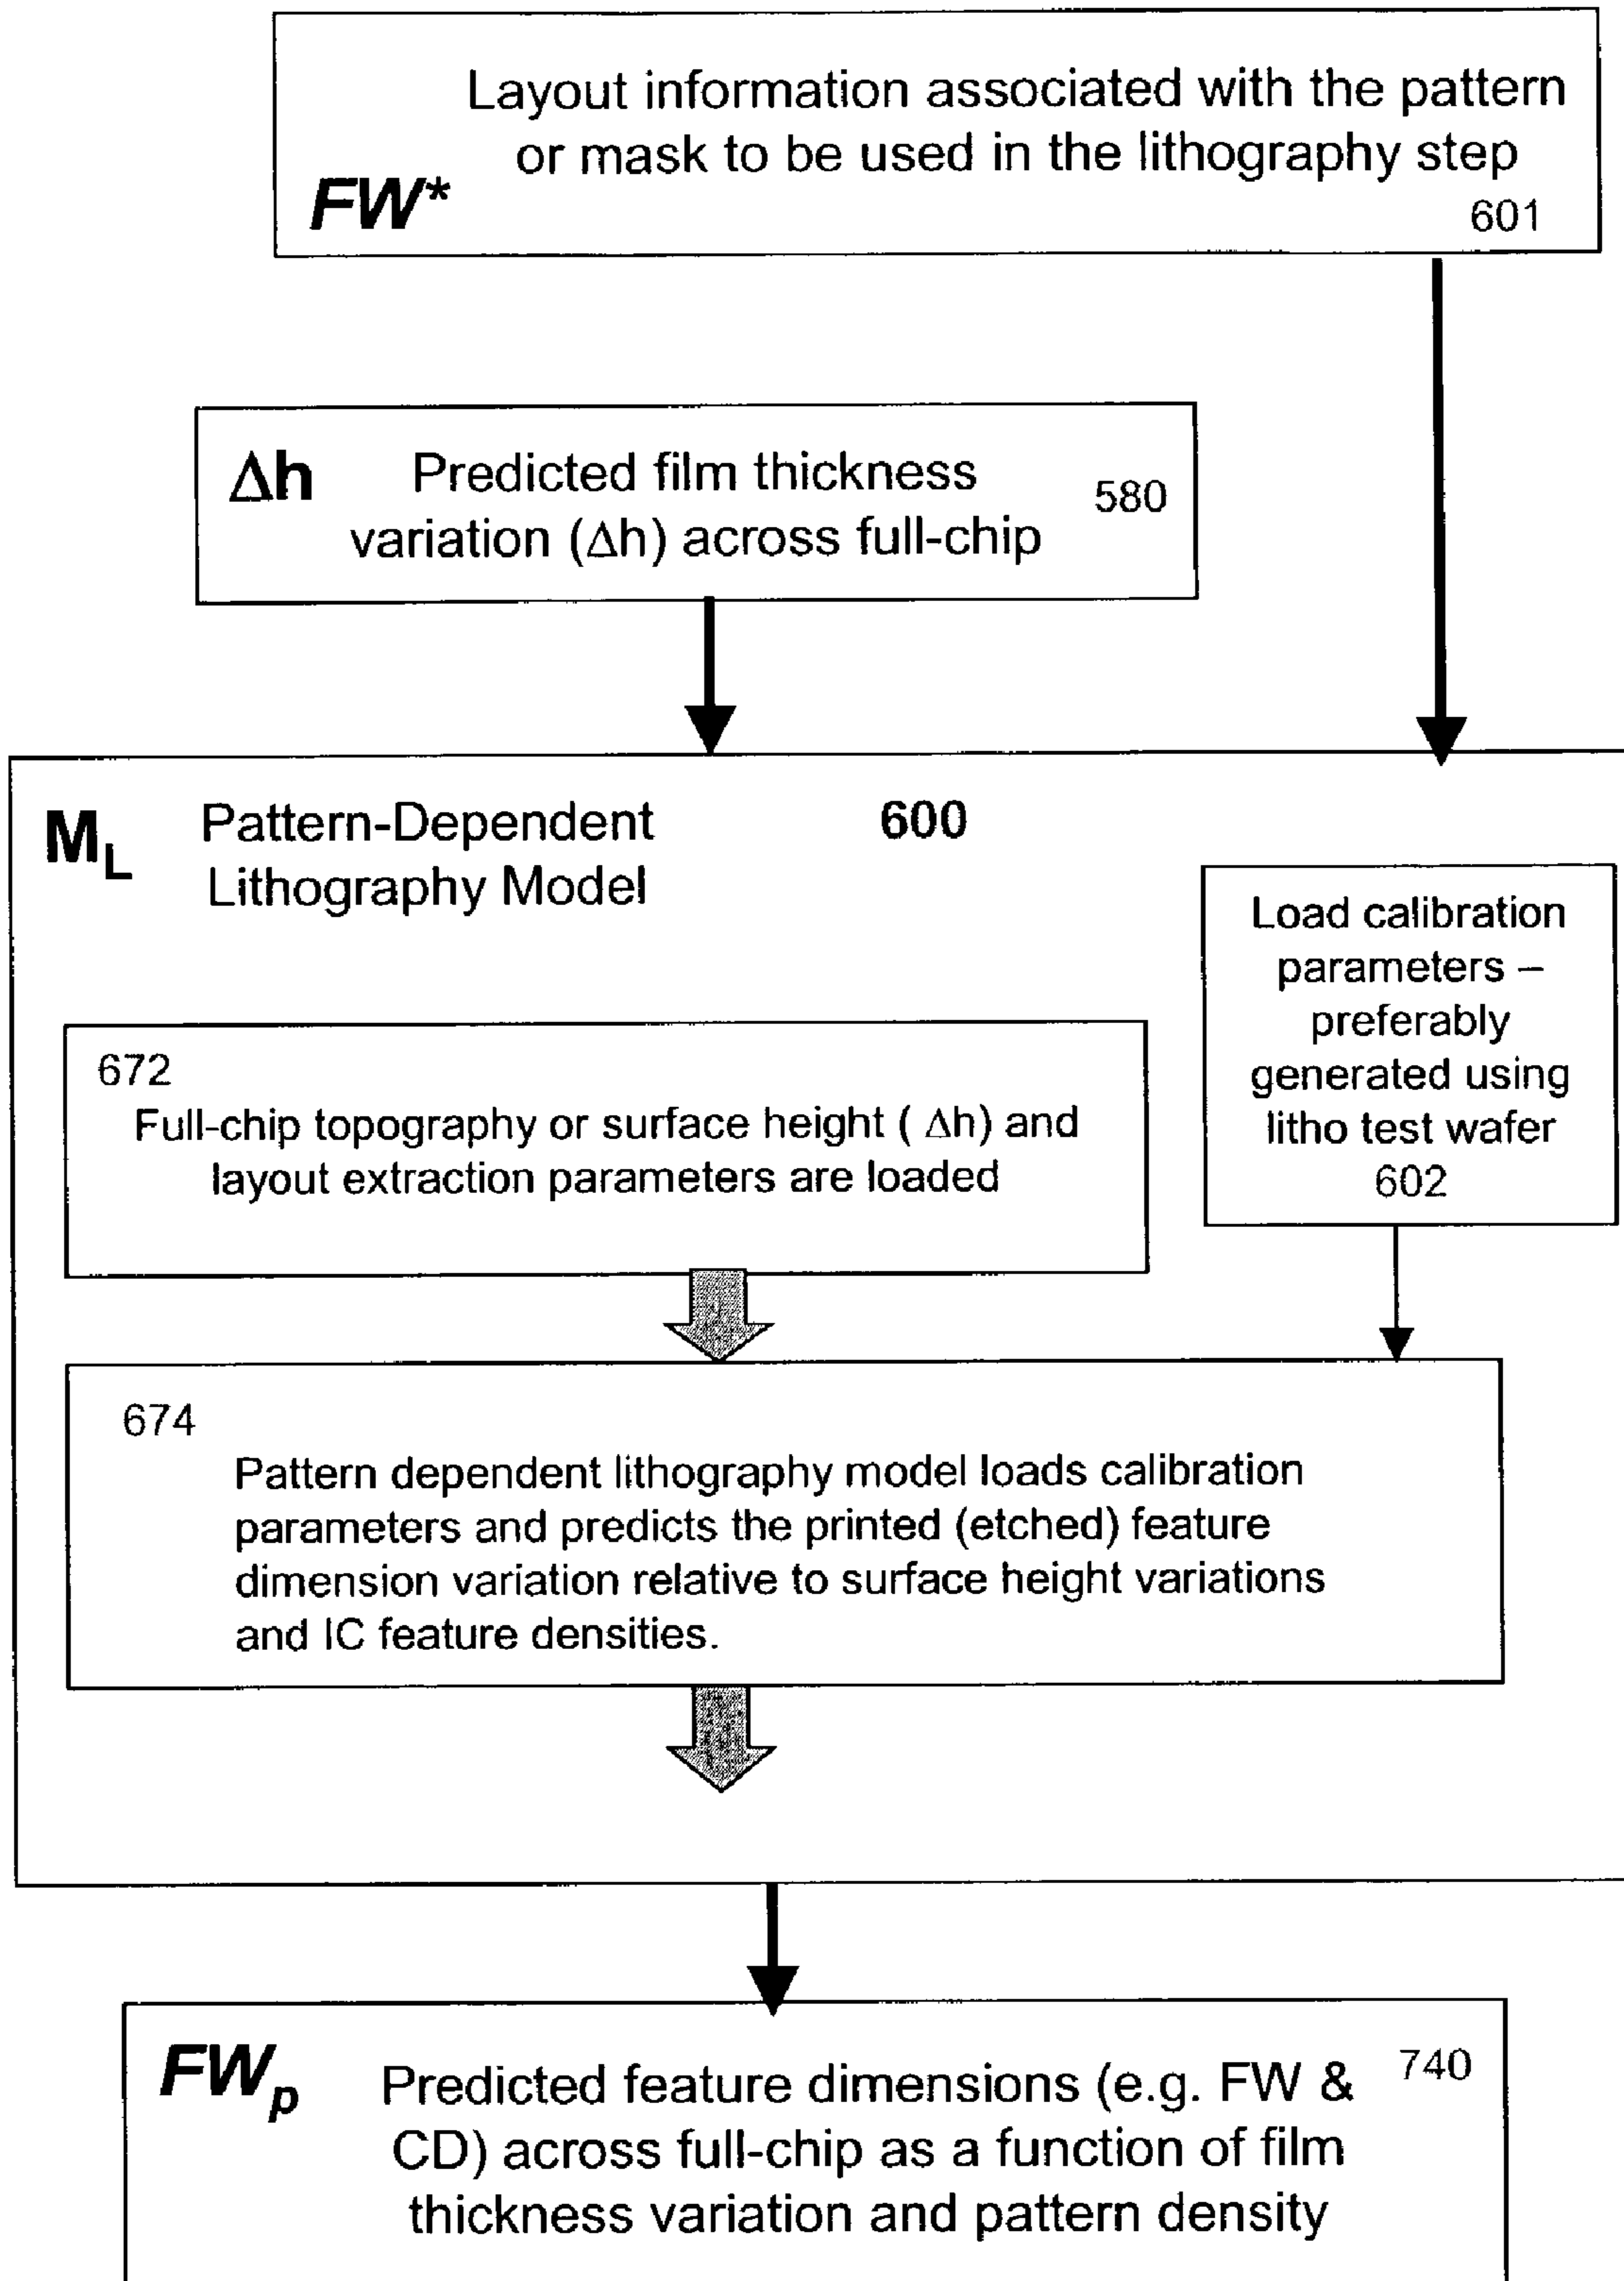 Layout information associated with the pattern
or mask to be used in the lithography step
FW*
601
Δh Predicted film thickness
variation (Δh) across full-chip
580
M_L Pattern-Dependent
Lithography Model
600
Load calibration
parameters –
preferably
generated using
litho test wafer
602
672
Full-chip topography or surface height ( Δh) and
layout extraction parameters are loaded
674
Pattern dependent lithography model loads calibration
parameters and predicts the printed (etched) feature
dimension variation relative to surface height variations
and IC feature densities.
FW_p
Predicted feature dimensions (e.g. FW &
CD) across full-chip as a function of film
thickness variation and pattern density
740